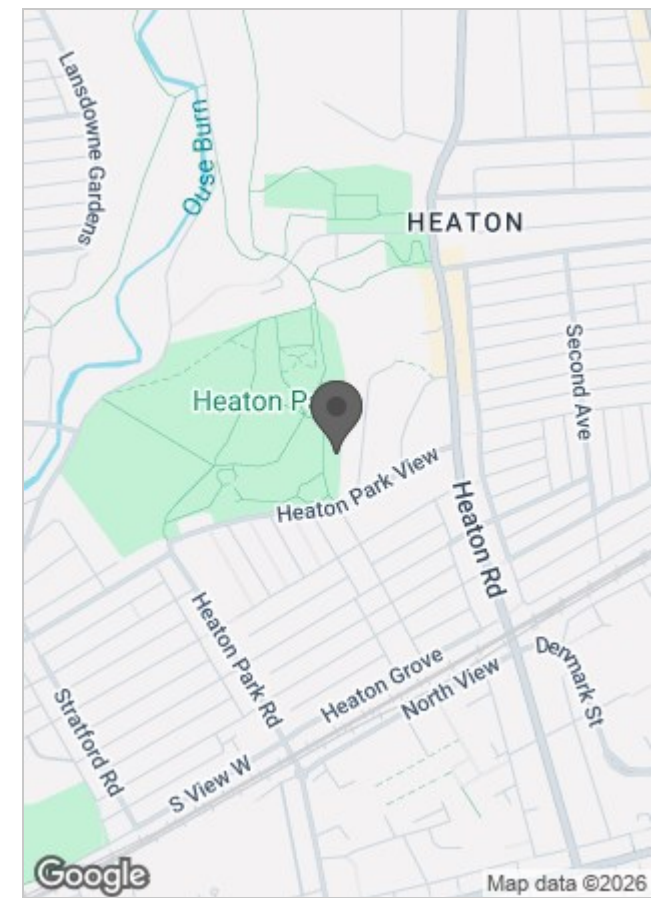 Lansdowne Gardens
Ouse Burn
HEATON
Second Ave
Heaton P
Heaton Park View
Heaton Rd
Heaton Park Rd
Heaton Grove
North View
Denmark St
Stratford Rd
S View W
Google
Map data ©2026